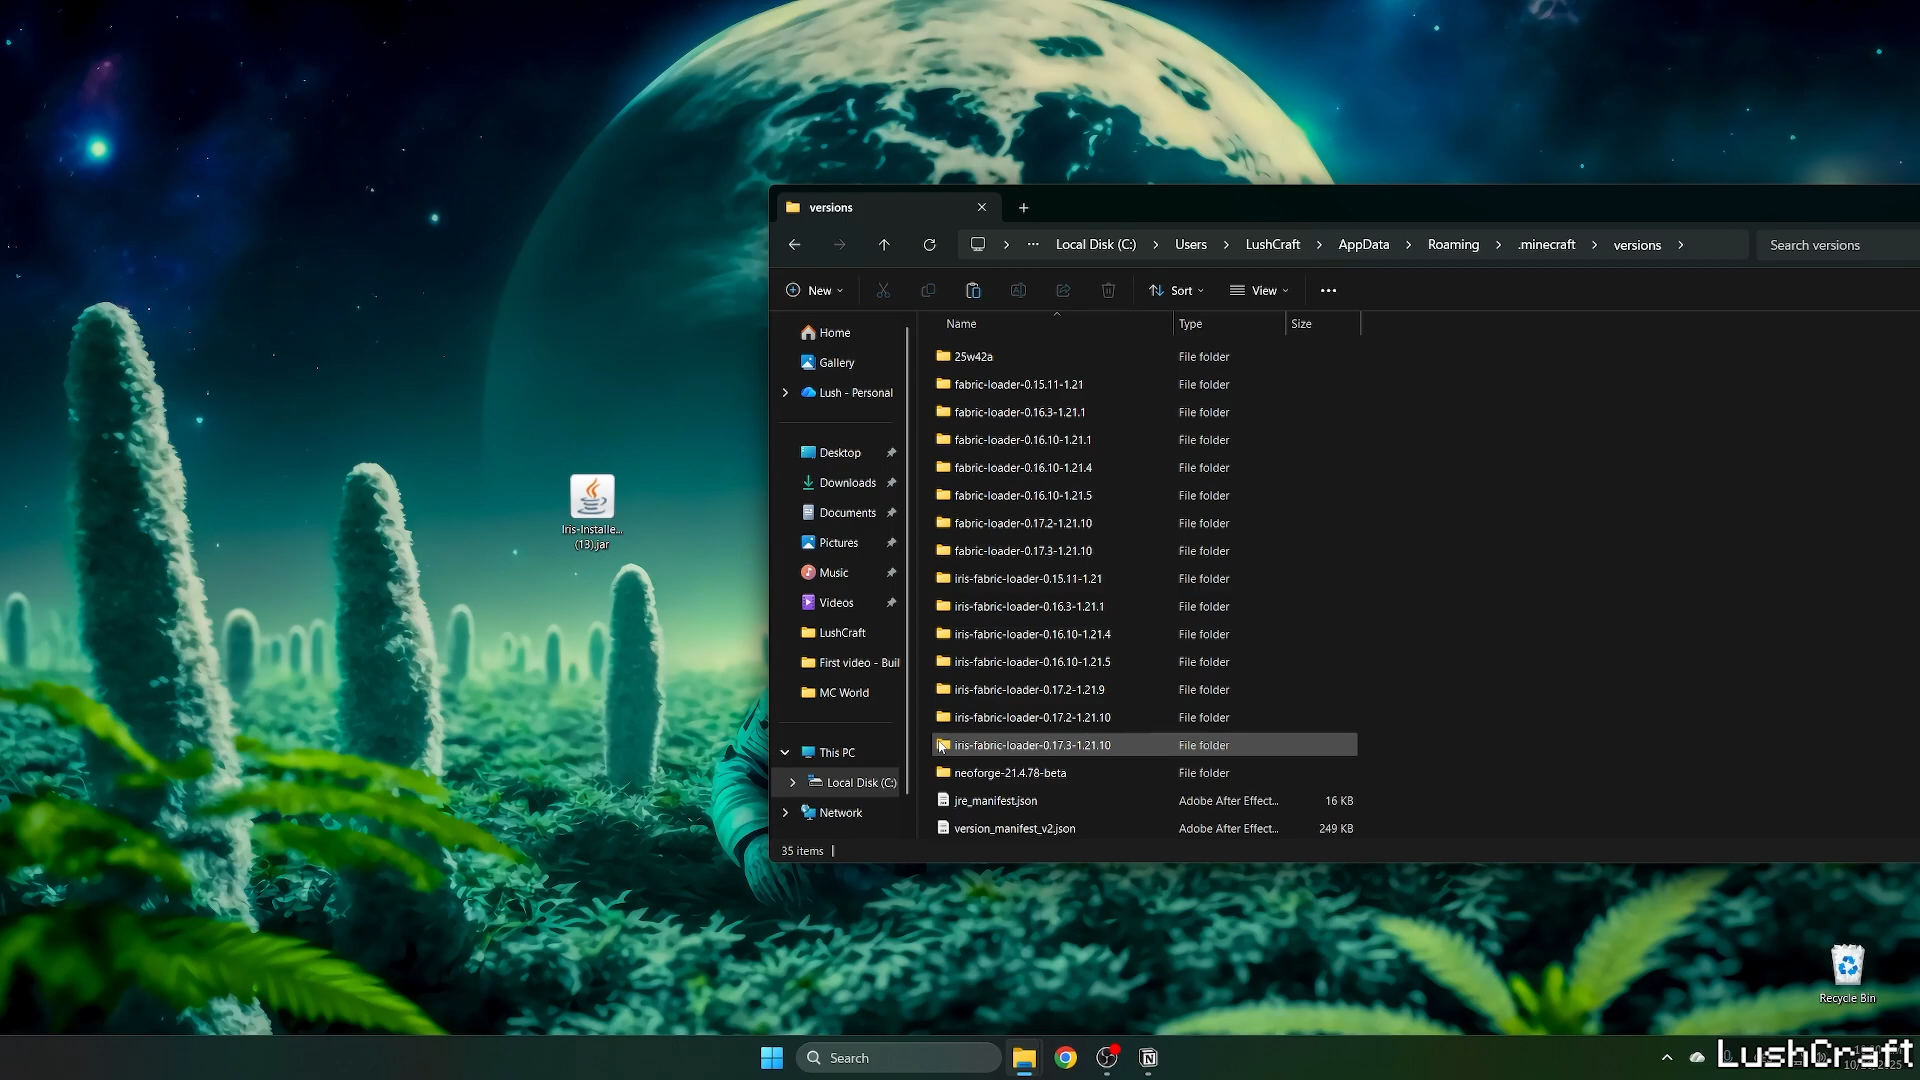 versions
Local Disk (C:)
Users
LushCraft
AppData
Roaming
.minecraft
versions
Search versions
New
Sort
View
Name
Type
Size
Home
Gallery
Lush - Personal
Desktop
Downloads
Documents
Pictures
Music
Videos
LushCraft
First video - Buil
MC World
This PC
Local Disk (C:)
Network
25w42a File folder
fabric-loader-0.15.11-1.21 File folder
fabric-loader-0.16.3-1.21.1 File folder
fabric-loader-0.16.10-1.21.1 File folder
fabric-loader-0.16.10-1.21.4 File folder
fabric-loader-0.16.10-1.21.5 File folder
fabric-loader-0.17.2-1.21.10 File folder
fabric-loader-0.17.3-1.21.10 File folder
iris-fabric-loader-0.15.11-1.21 File folder
iris-fabric-loader-0.16.3-1.21.1 File folder
iris-fabric-loader-0.16.10-1.21.4 File folder
iris-fabric-loader-0.16.10-1.21.5 File folder
iris-fabric-loader-0.17.2-1.21.9 File folder
iris-fabric-loader-0.17.2-1.21.10 File folder
iris-fabric-loader-0.17.3-1.21.10 File folder
neoforge-21.4.78-beta File folder
jre_manifest.json Adobe After Effect... 16 KB
version_manifest_v2.json Adobe After Effect... 249 KB
35 items
Iris-Installe...
(13).jar
Recycle Bin
Search
LushCraft